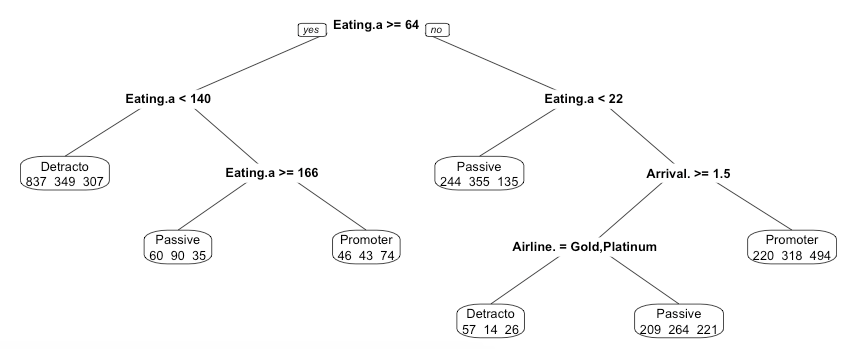 yes Eating.a >= 64 no
Eating.a < 140
Eating.a < 22
Detracto
837 349 307
Eating.a >= 166
Passive
244 355 135
Arrival. >= 1.5
Passive
60 90 35
Promoter
46 43 74
Airline. = Gold,Platinum
Promoter
220 318 494
Detracto
57 14 26
Passive
209 264 221